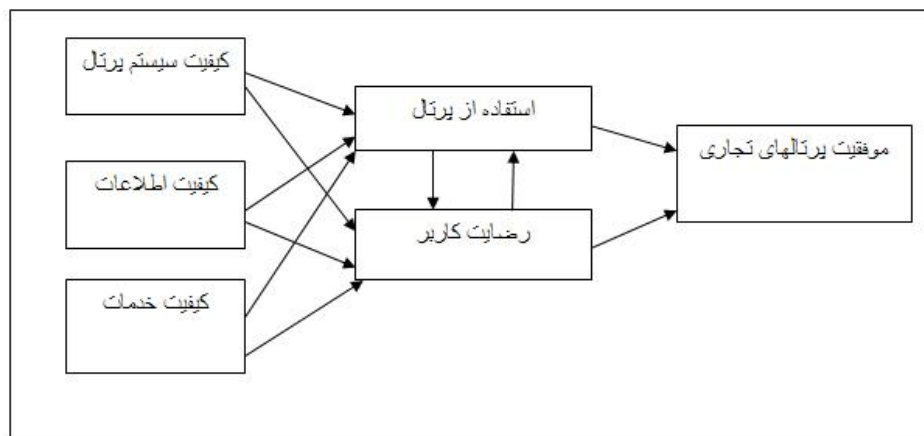 کیفیت سیستم پرتال
استفاده از پرتال
موفقیت پرتالهای تجاری
کیفیت اطلاعات
رضایت کاربر
کیفیت خدمات